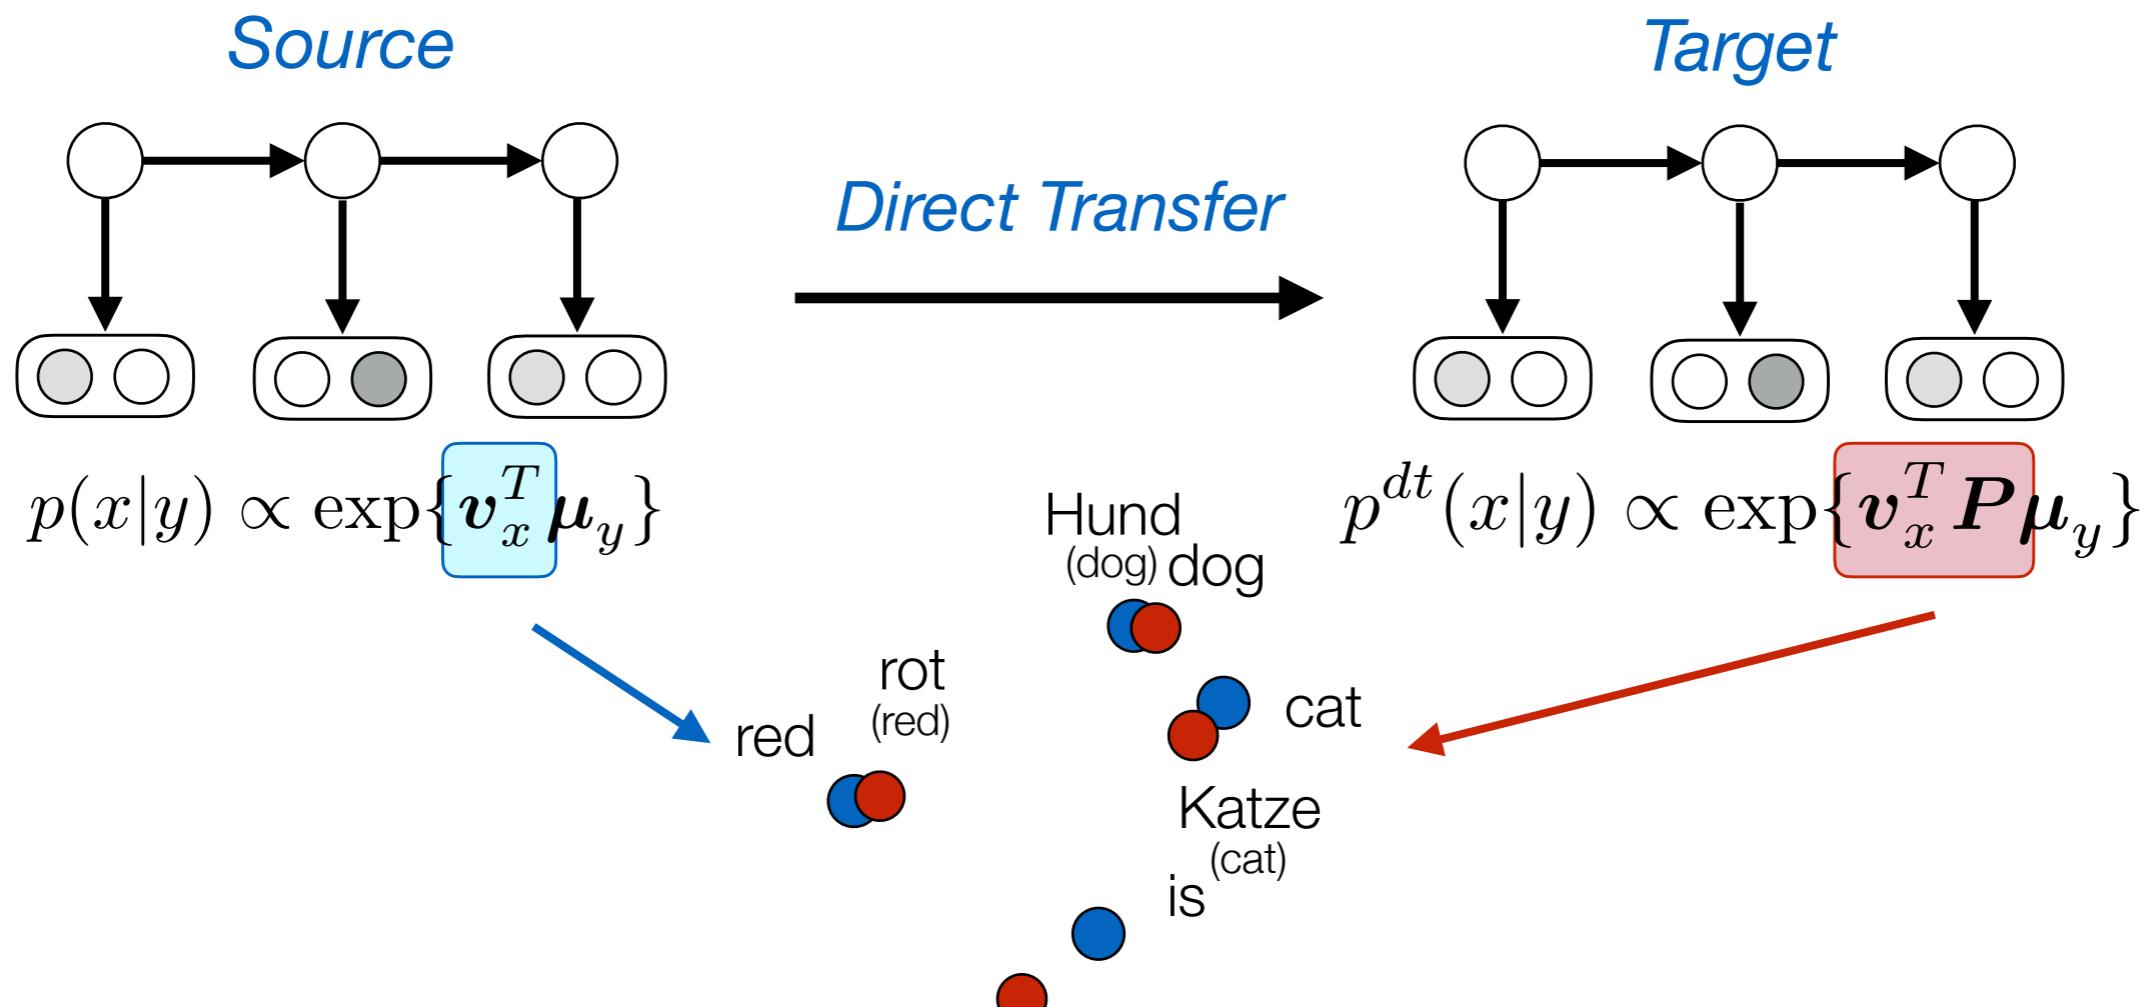 Source
Target
Direct Transfer
p(x|y) ∝ exp{v_x^T μ_y}
p^{dt}(x|y) ∝ exp{v_x^T P μ_y}
Hund
(dog) dog
rot
(red)
red
cat
Katze
(cat)
is